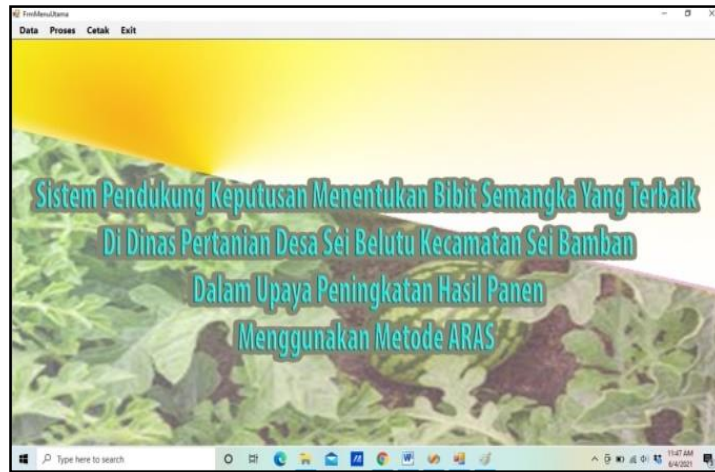 FrmMenuUtama
Data Proses Cetak Exit
Sistem Pendukung Keputusan Menentukan Bibit Semangka Yang Terbaik
Di Dinas Pertanian Desa Sei Belutu Kecamatan Sei Bamban
Dalam Upaya Peningkatan Hasil Panen
Menggunakan Metode ARAS
Type here to search
11:47 AM
6/4/2021